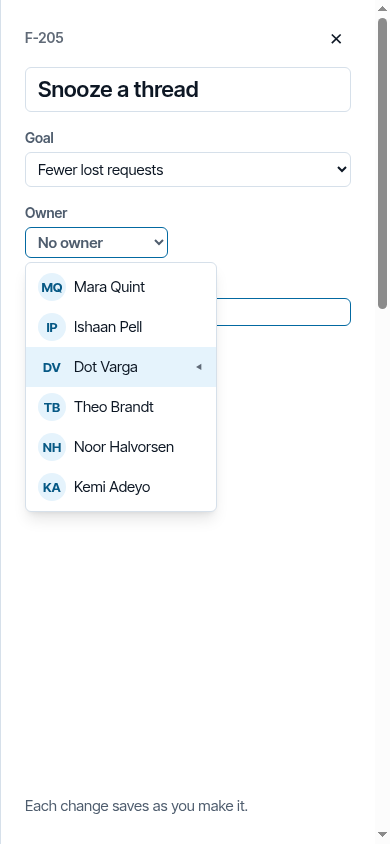 F-205
Snooze a thread
Goal
Fewer lost requests
Owner
No owner
MQ Mara Quint
IP Ishaan Pell
DV Dot Varga
TB Theo Brandt
NH Noor Halvorsen
KA Kemi Adeyo
Each change saves as you make it.